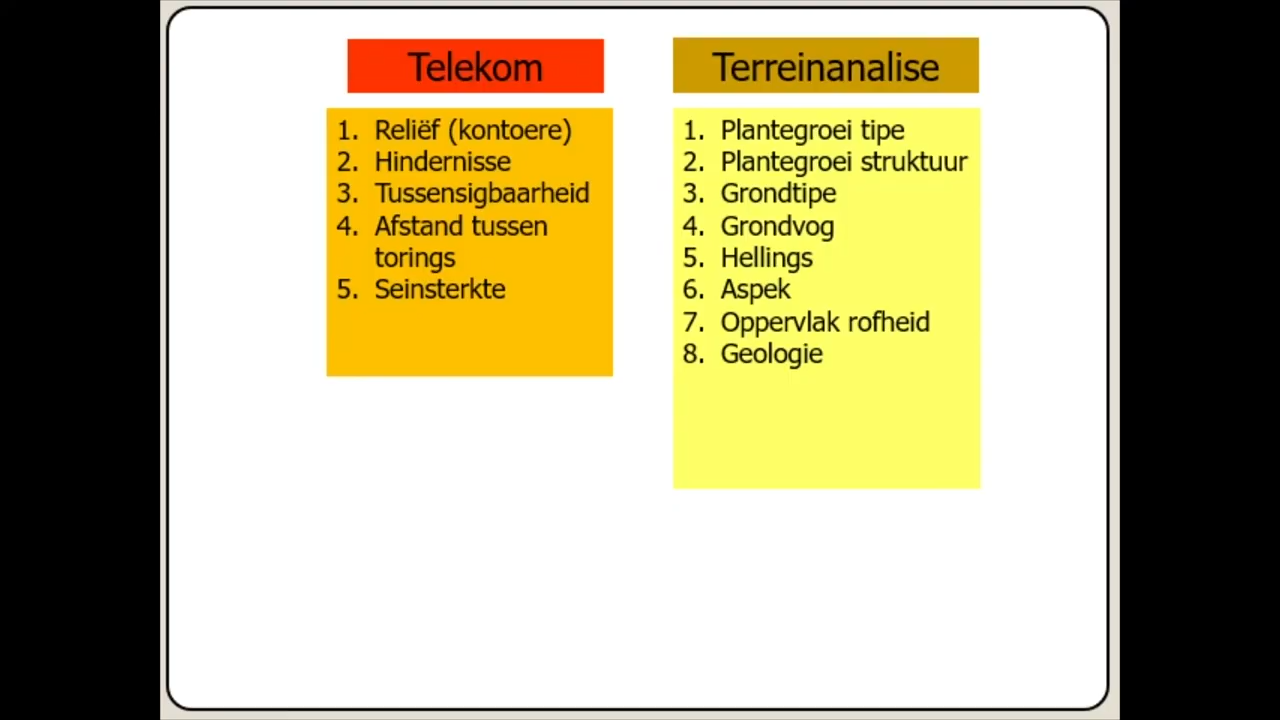 Telekom
1. Reliëf (kontoere)
2. Hindernisse
3. Tussensigbaarheid
4. Afstand tussen
torings
5. Seinsterkte
Terreinanalise
1. Plantegroei tipe
2. Plantegroei struktuur
3. Grondtipe
4. Grondvog
5. Hellings
6. Aspek
7. Oppervlak rofheid
8. Geologie